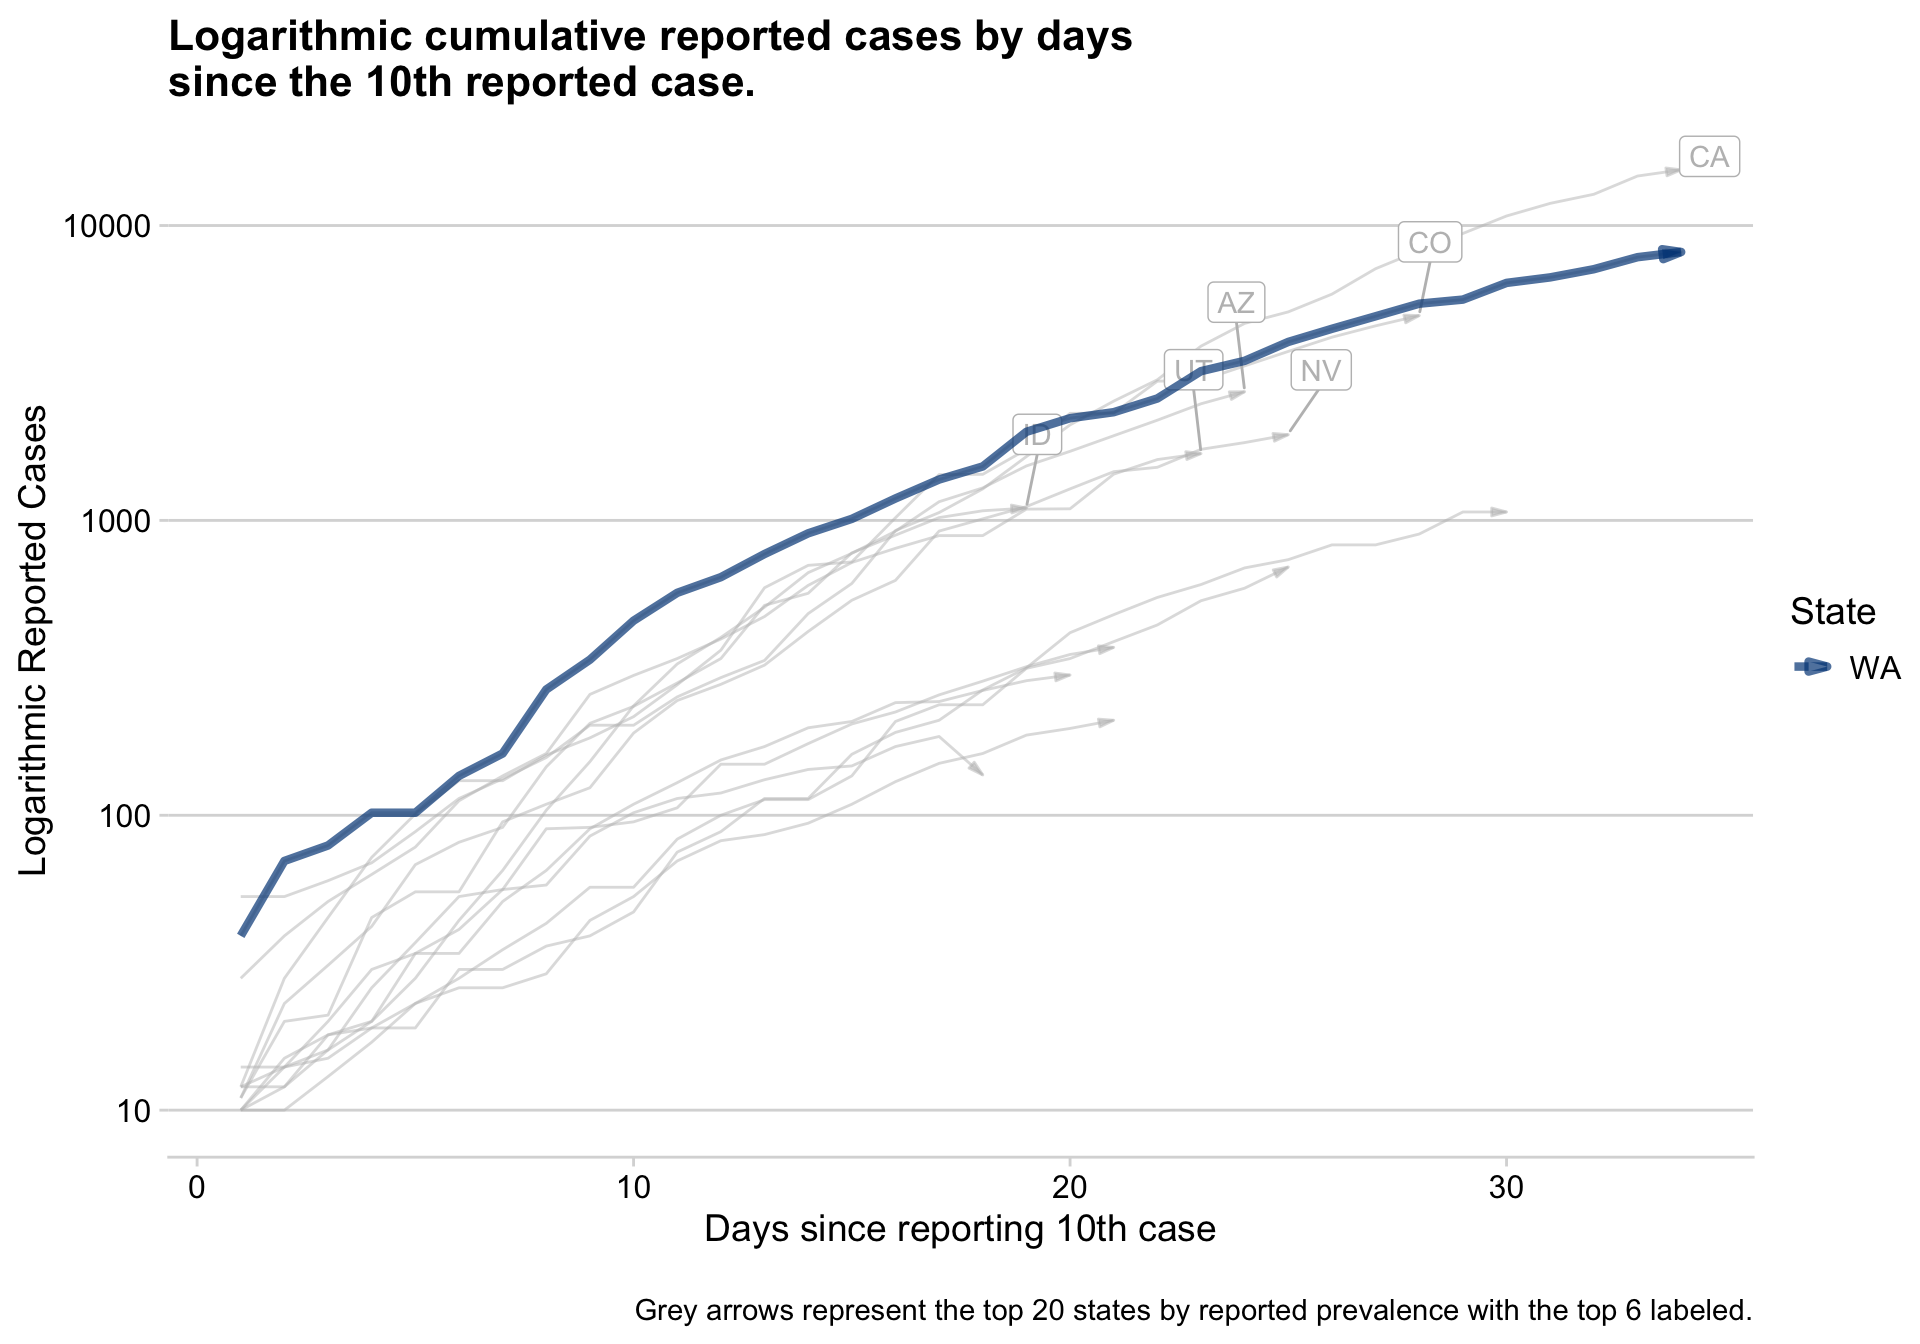 Logarithmic cumulative reported cases by days
since the 10th reported case.
CA
10000
CO
AZ
UT
NV
ID
1000
100
10
Logarithmic Reported Cases
State
WA
0
10
20
30
Days since reporting 10th case
Grey arrows represent the top 20 states by reported prevalence with the top 6 labeled.